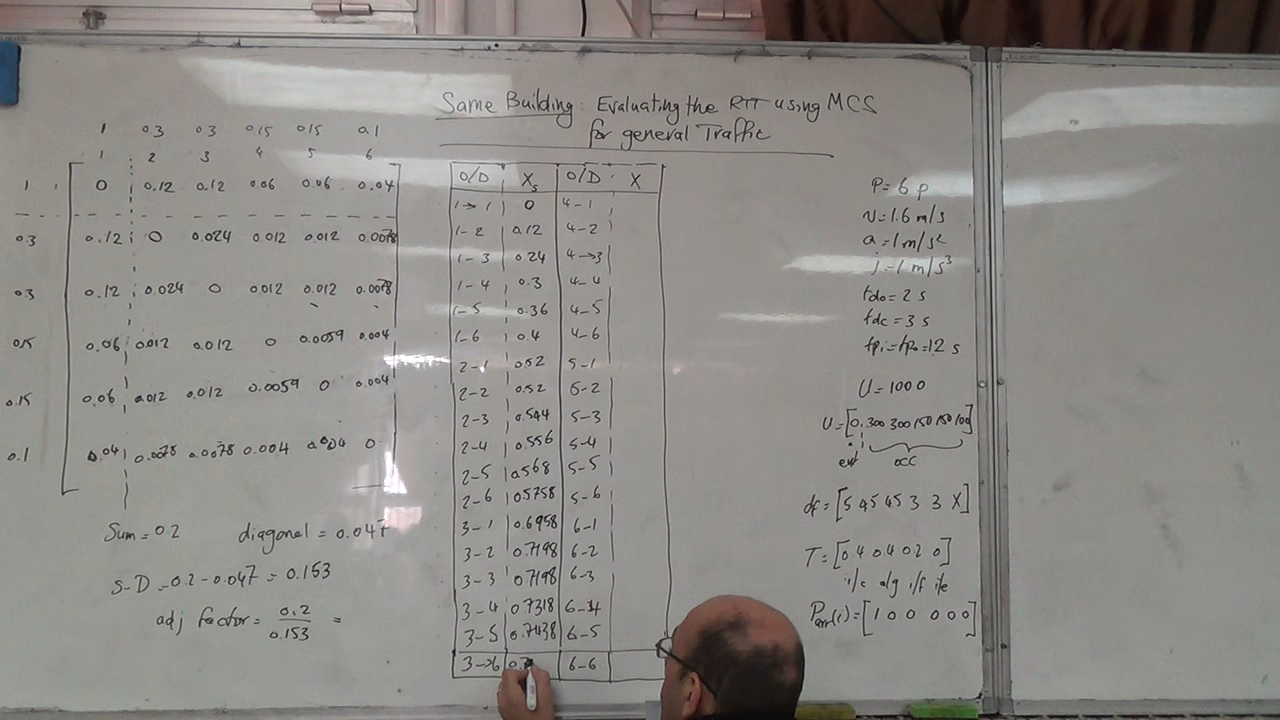 Same Building: Evaluating the RTT using MCS
for general Traffic
1 0.3 0.3 0.15 0.15 0.1
1 2 3 4 5 6
1 0 0.12 0.12 0.06 0.06 0.04
0.3 0.12 0 0.024 0.012 0.012 0.0078
0.3 0.12 0.024 0 0.012 0.012 0.0078
0.15 0.06 0.012 0.012 0 0.0059 0.004
0.15 0.06 0.012 0.012 0.0059 0 0.004
0.1 0.04 0.0078 0.0078 0.004 0.004 0
Sum = 0.2 diagonal = 0.047
S-D = 0.2 - 0.047 = 0.153
adj factor = 0.2 / 0.153 =
O/D Xs O/D X
1→1 0 4-1
1-2 0.12 4-2
1-3 0.24 4→3
1-4 0.3 4-4
1-5 0.36 4-5
1-6 0.4 4-6
2-1 0.52 5-1
2-2 0.52 5-2
2-3 0.544 5-3
2-4 0.556 5-4
2-5 0.568 5-5
2-6 0.5758 5-6
3-1 0.6958 6-1
3-2 0.7198 6-2
3-3 0.7198 6-3
3-4 0.7318 6-4
3-5 0.7438 6-5
3→6 0.7 6-6
P = 6 p
v = 1.6 m/s
a = 1 m/s²
j = 1 m/s³
tdo = 2 s
tdc = 3 s
tpi = tpo = 1.2 s
U = 1000
U = [0, 300 300 150 150 100]
ent occ
df = [5 4.5 4.5 3 3 X]
T = [0.4 0.4 0.2 0]
i/c o/g i/f i/e
Parr(i) = [1 0 0 0 0 0]